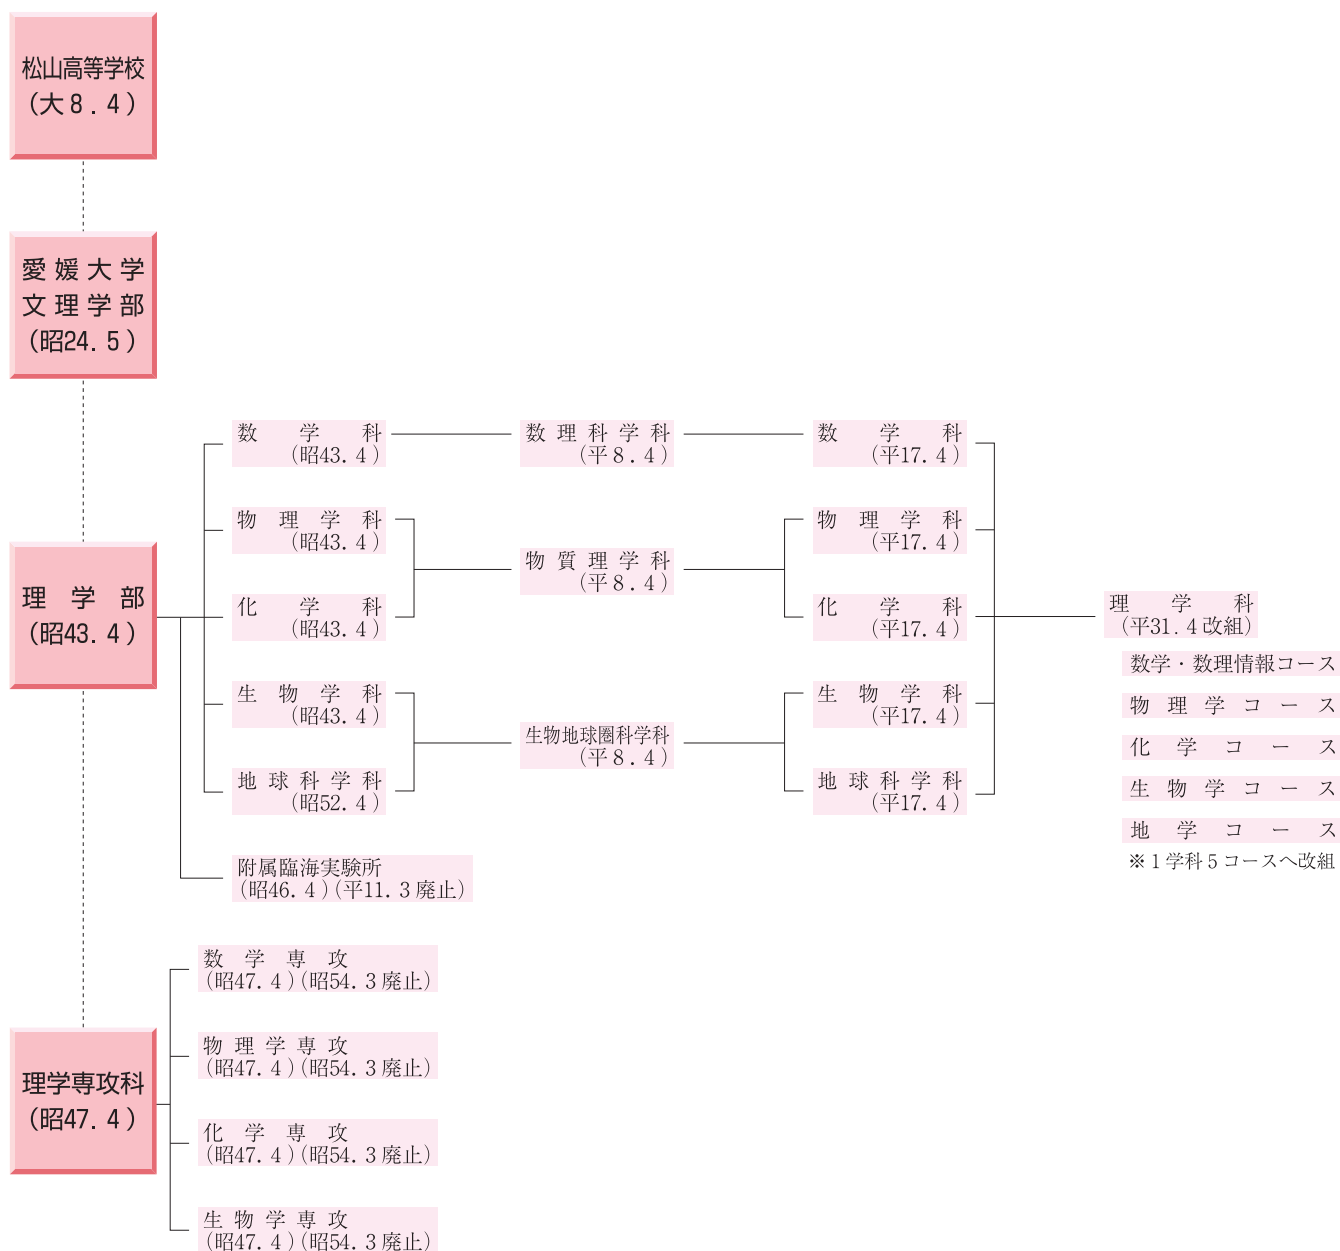 松山高等学校
（大8．4）
愛媛大学
文理学部
（昭24．5）
理学部
（昭43．4）
数学科
（昭43．4）
物理学科
（昭43．4）
化学科
（昭43．4）
生物学科
（昭43．4）
地球科学科
（昭52．4）
附属臨海実験所
（昭46．4）（平11．3廃止）
数理科学科
（平8．4）
物質理学科
（平8．4）
生物地球圏科学科
（平8．4）
数学科
（平17．4）
物理学科
（平17．4）
化学科
（平17．4）
生物学科
（平17．4）
地球科学科
（平17．4）
理学科
（平31．4改組）
数学・数理情報コース
物理学コース
化学コース
生物学コース
地学コース
※1学科5コースへ改組
理学専攻科
（昭47．4）
数学専攻
（昭47．4）（昭54．3廃止）
物理学専攻
（昭47．4）（昭54．3廃止）
化学専攻
（昭47．4）（昭54．3廃止）
生物学専攻
（昭47．4）（昭54．3廃止）